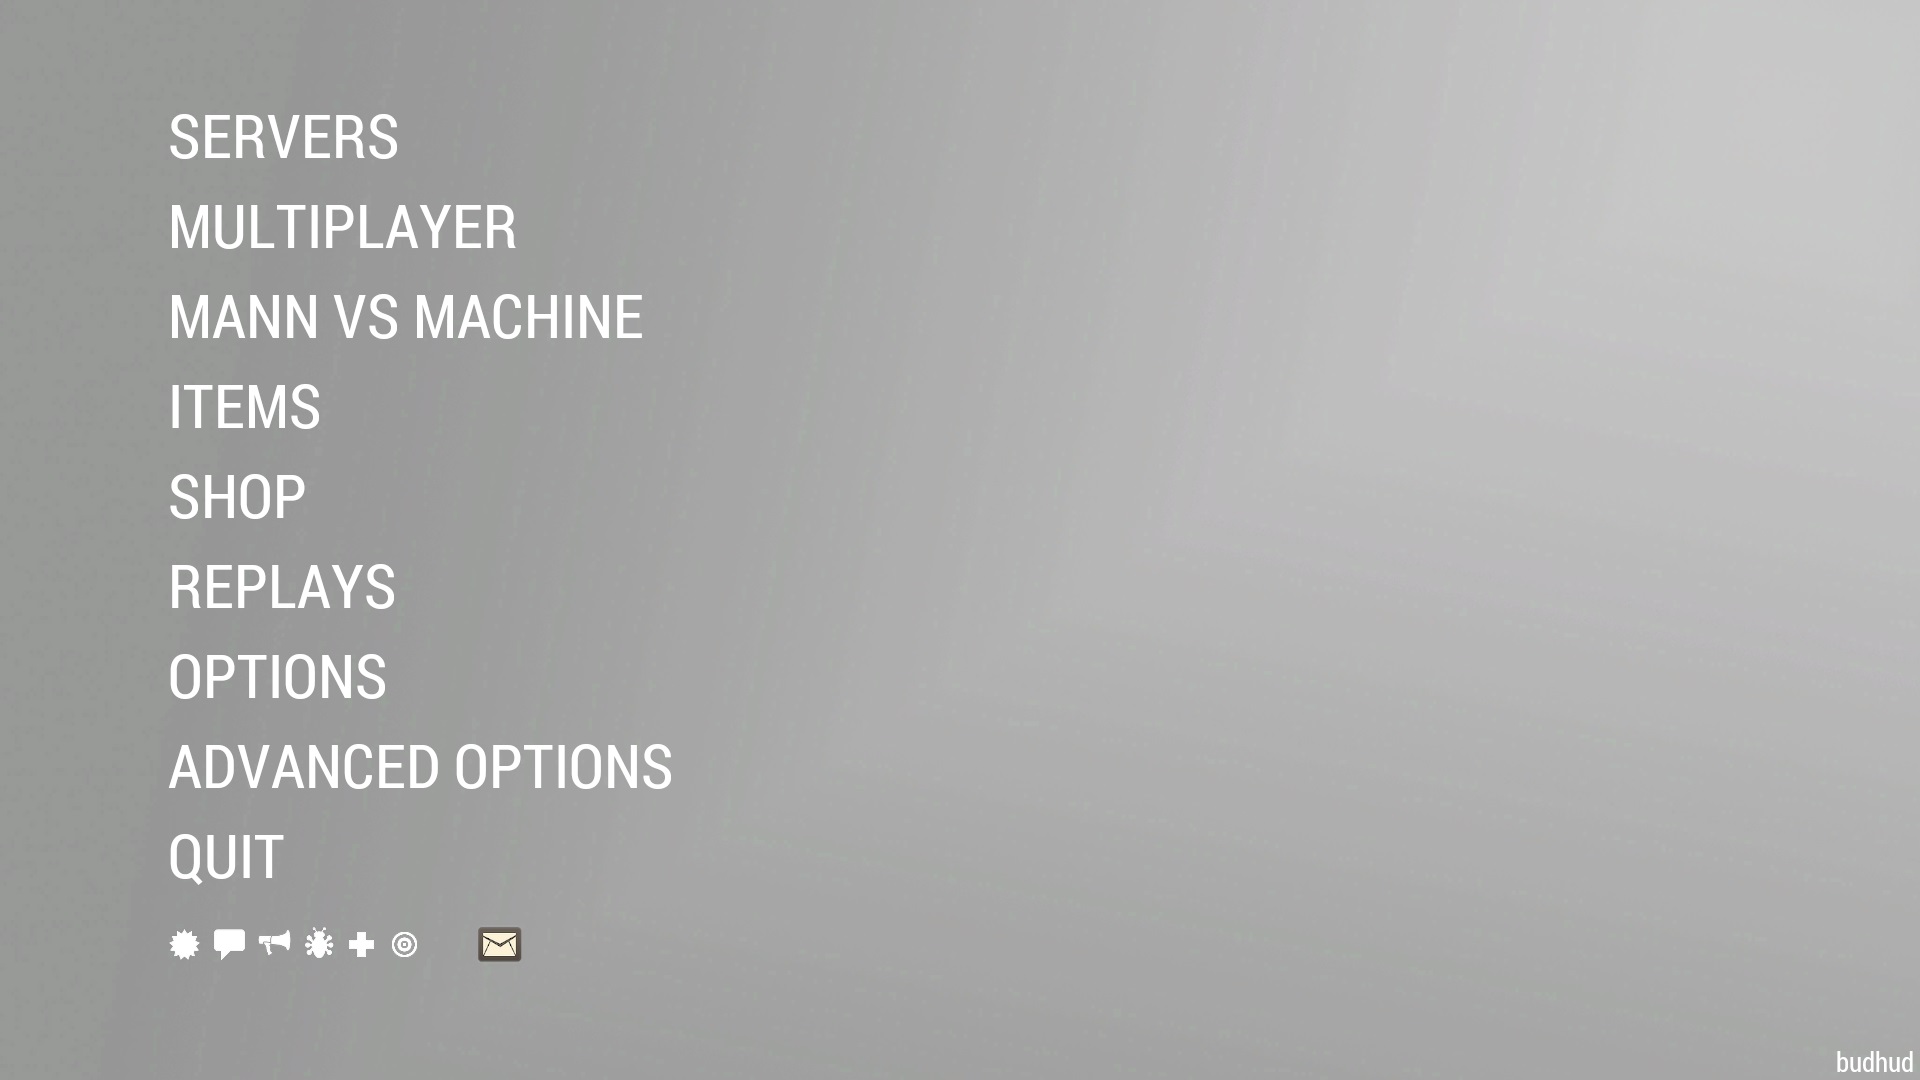 SERVERS
MULTIPLAYER
MANN VS MACHINE
ITEMS
SHOP
REPLAYS
OPTIONS
ADVANCED OPTIONS
QUIT
budhud